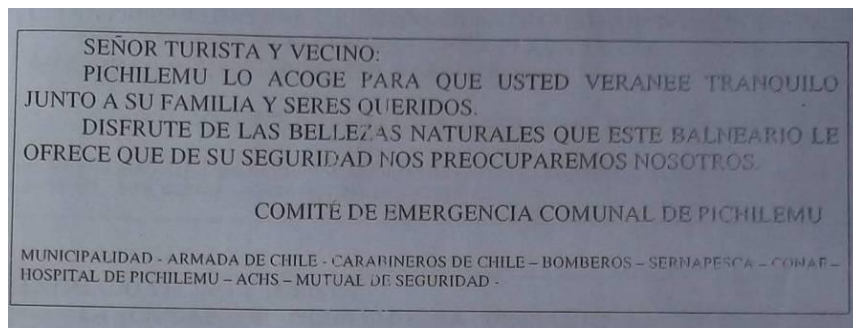 SEÑOR TURISTA Y VECINO:
PICHILEMU LO ACOGE PARA QUE USTED VERANEE TRANQUILO
JUNTO A SU FAMILIA Y SERES QUERIDOS.
DISFRUTE DE LAS BELLEZAS NATURALES QUE ESTE BALNEARIO LE
OFRECE QUE DE SU SEGURIDAD NOS PREOCUPAREMOS NOSOTROS.
COMITÉ DE EMERGENCIA COMUNAL DE PICHILEMU
MUNICIPALIDAD - ARMADA DE CHILE - CARABINEROS DE CHILE – BOMBEROS – SERNAPESCA – CONAF –
HOSPITAL DE PICHILEMU – ACHS – MUTUAL DE SEGURIDAD -